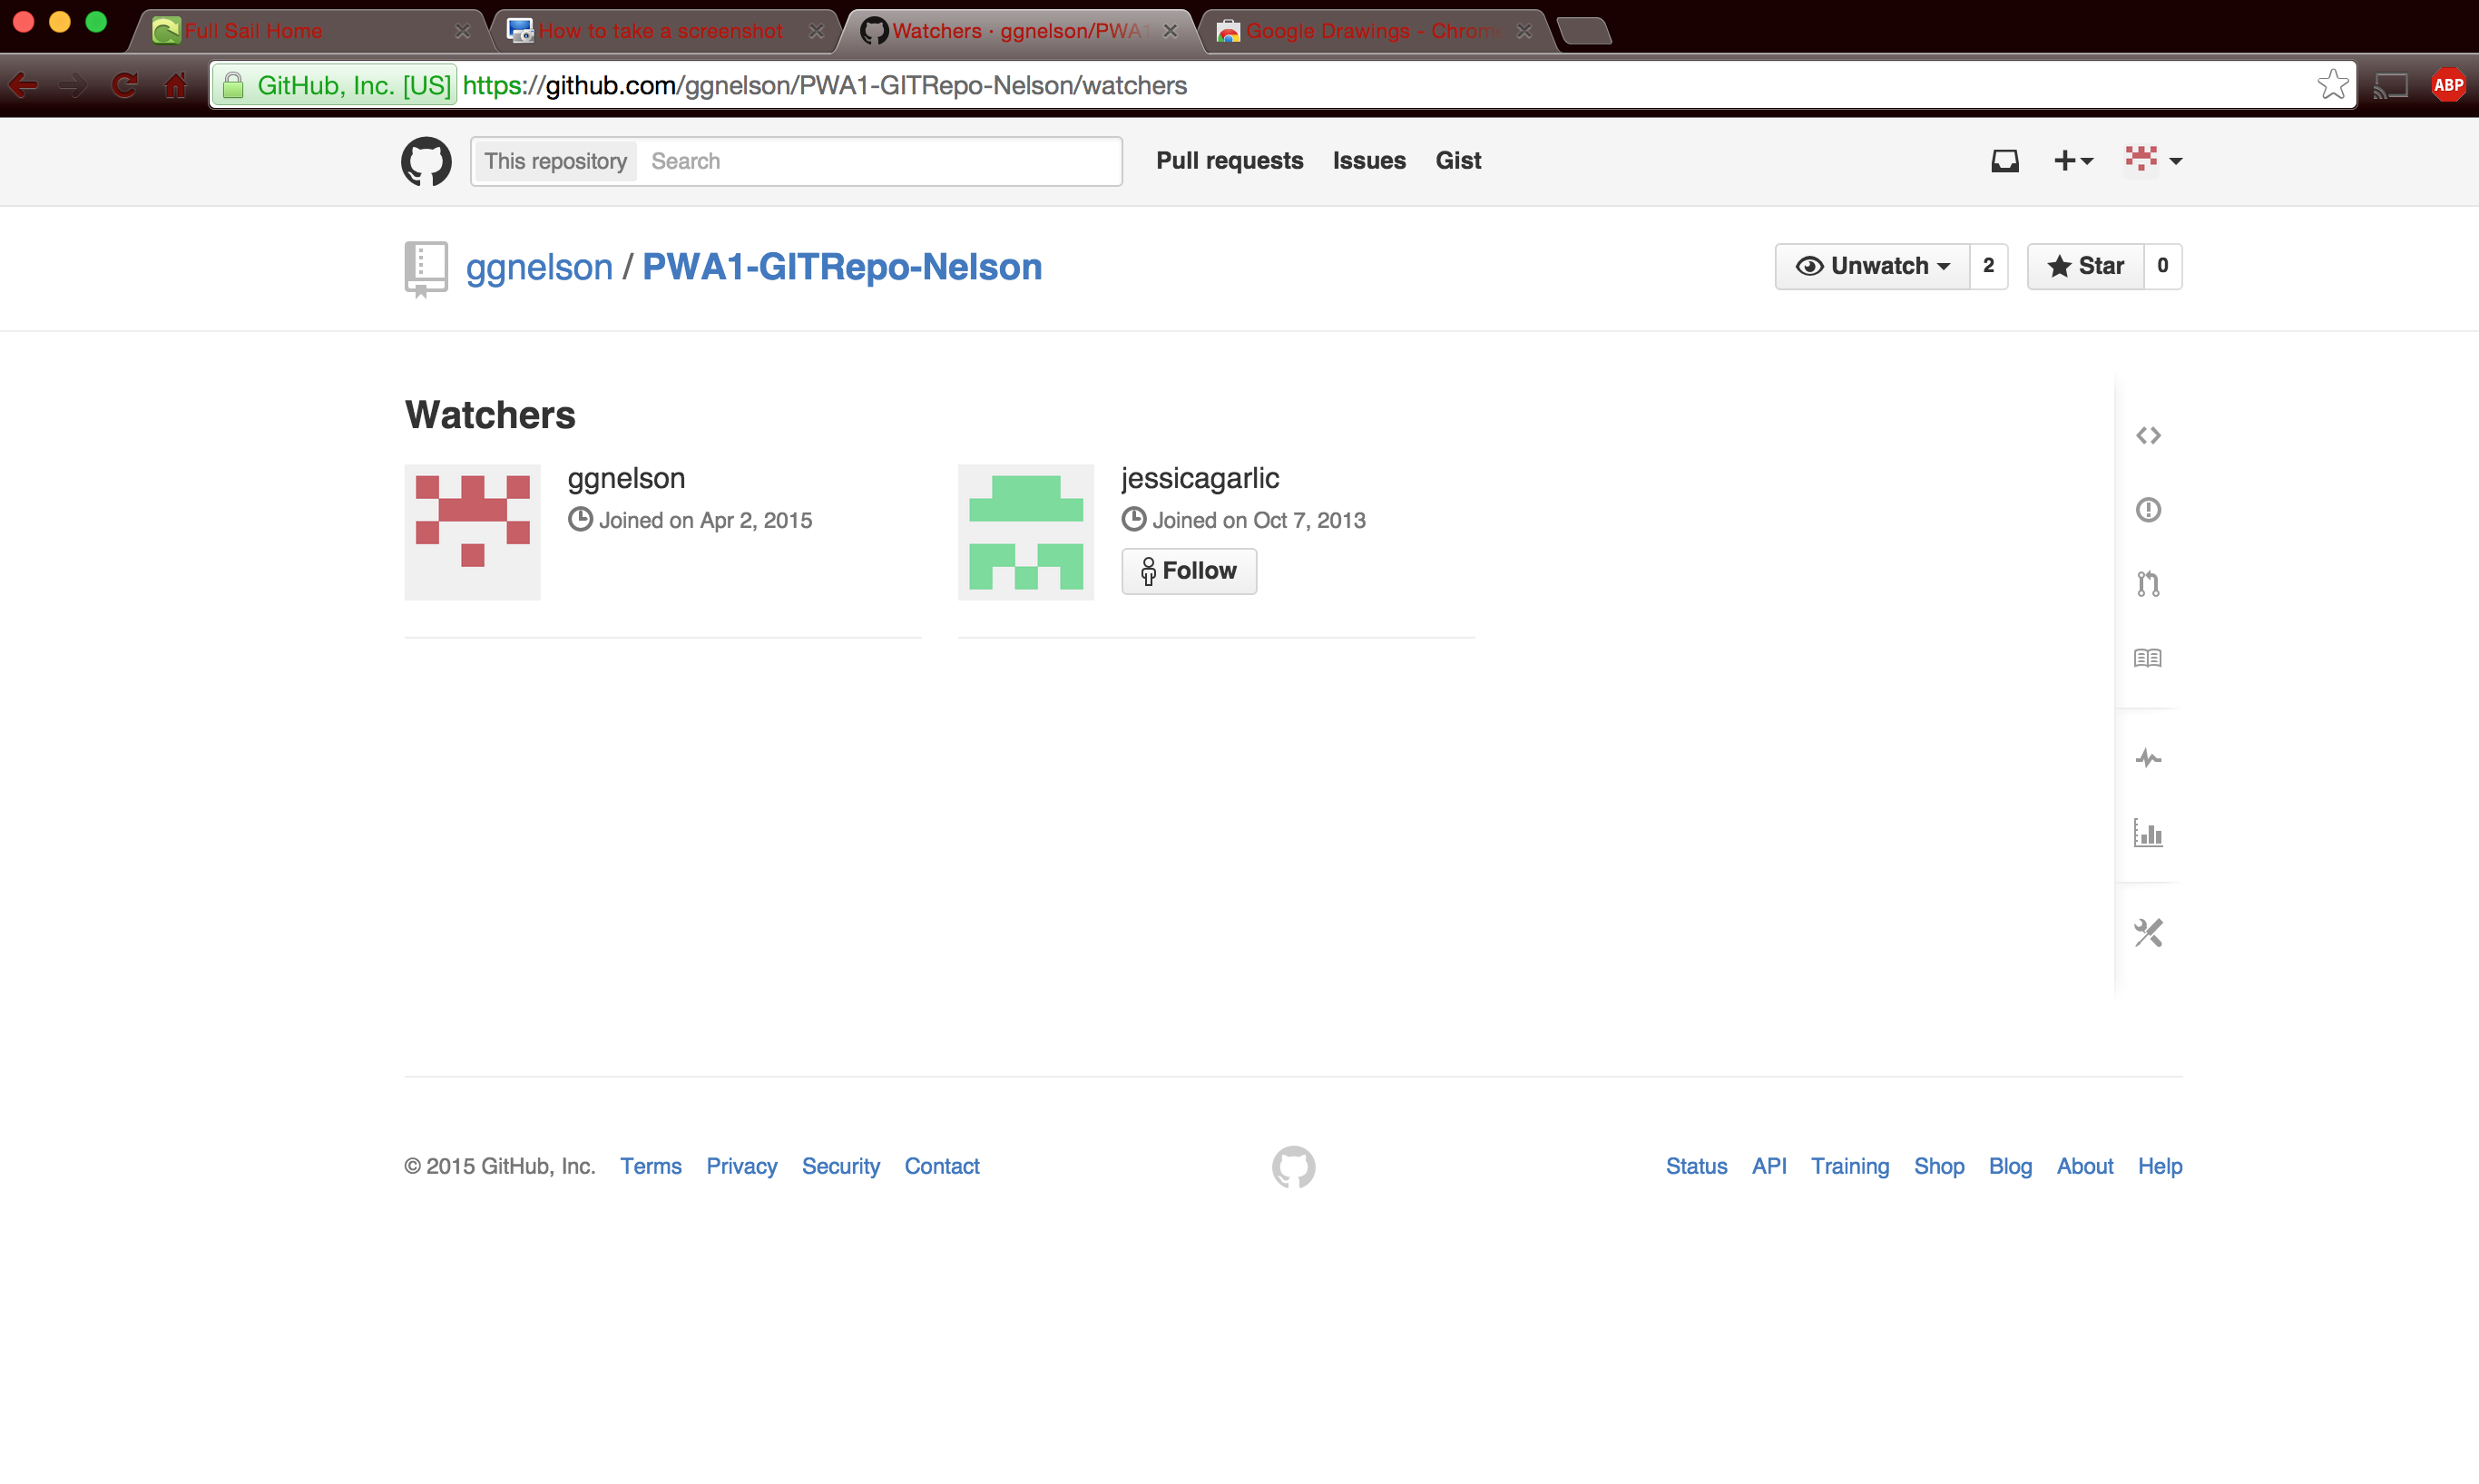 Full Sail Home
How to take a screenshot
Watchers · ggnelson/PWA1
Google Drawings - Chrome
GitHub, Inc. [US] https://github.com/ggnelson/PWA1-GITRepo-Nelson/watchers
ABP
This repository Search
Pull requests Issues Gist
ggnelson / PWA1-GITRepo-Nelson
Unwatch 2
Star 0
Watchers
ggnelson
Joined on Apr 2, 2015
jessicagarlic
Joined on Oct 7, 2013
Follow
© 2015 GitHub, Inc. Terms Privacy Security Contact
Status API Training Shop Blog About Help